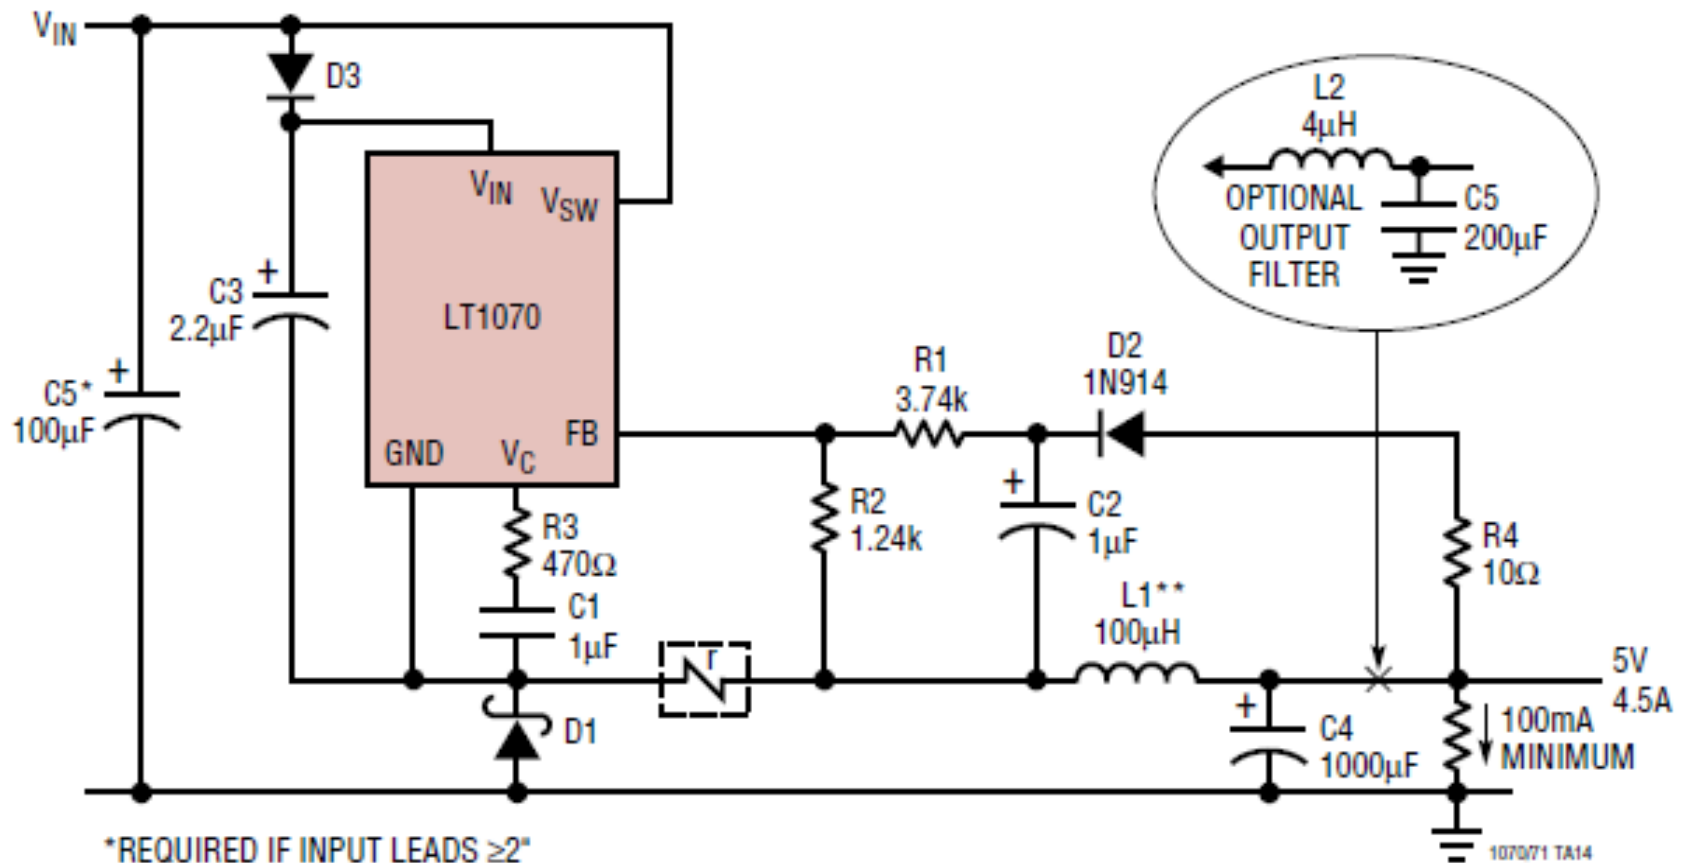 VIN
D3
L2
4µH
OPTIONAL
OUTPUT
FILTER
C5
200µF
VIN
VSW
LT1070
GND
VC
FB
+
C3
2.2µF
+
C5*
100µF
R1
3.74k
D2
1N914
R3
470Ω
R2
1.24k
+
C2
1µF
R4
10Ω
C1
1µF
r
L1**
100µH
5V
4.5A
D1
+
C4
1000µF
100mA
MINIMUM
*REQUIRED IF INPUT LEADS ≥2"
1070/71 TA14